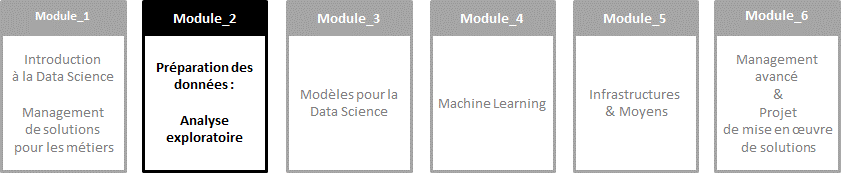 Module_1
Introduction
à la Data Science
Management
de solutions
pour les métiers
Module_2
Préparation des
données :
Analyse
exploratoire
Module_3
Modèles pour la
Data Science
Module_4
Machine Learning
Module_5
Infrastructures
& Moyens
Module_6
Management
avancé
&
Projet
de mise en œuvre
de solutions